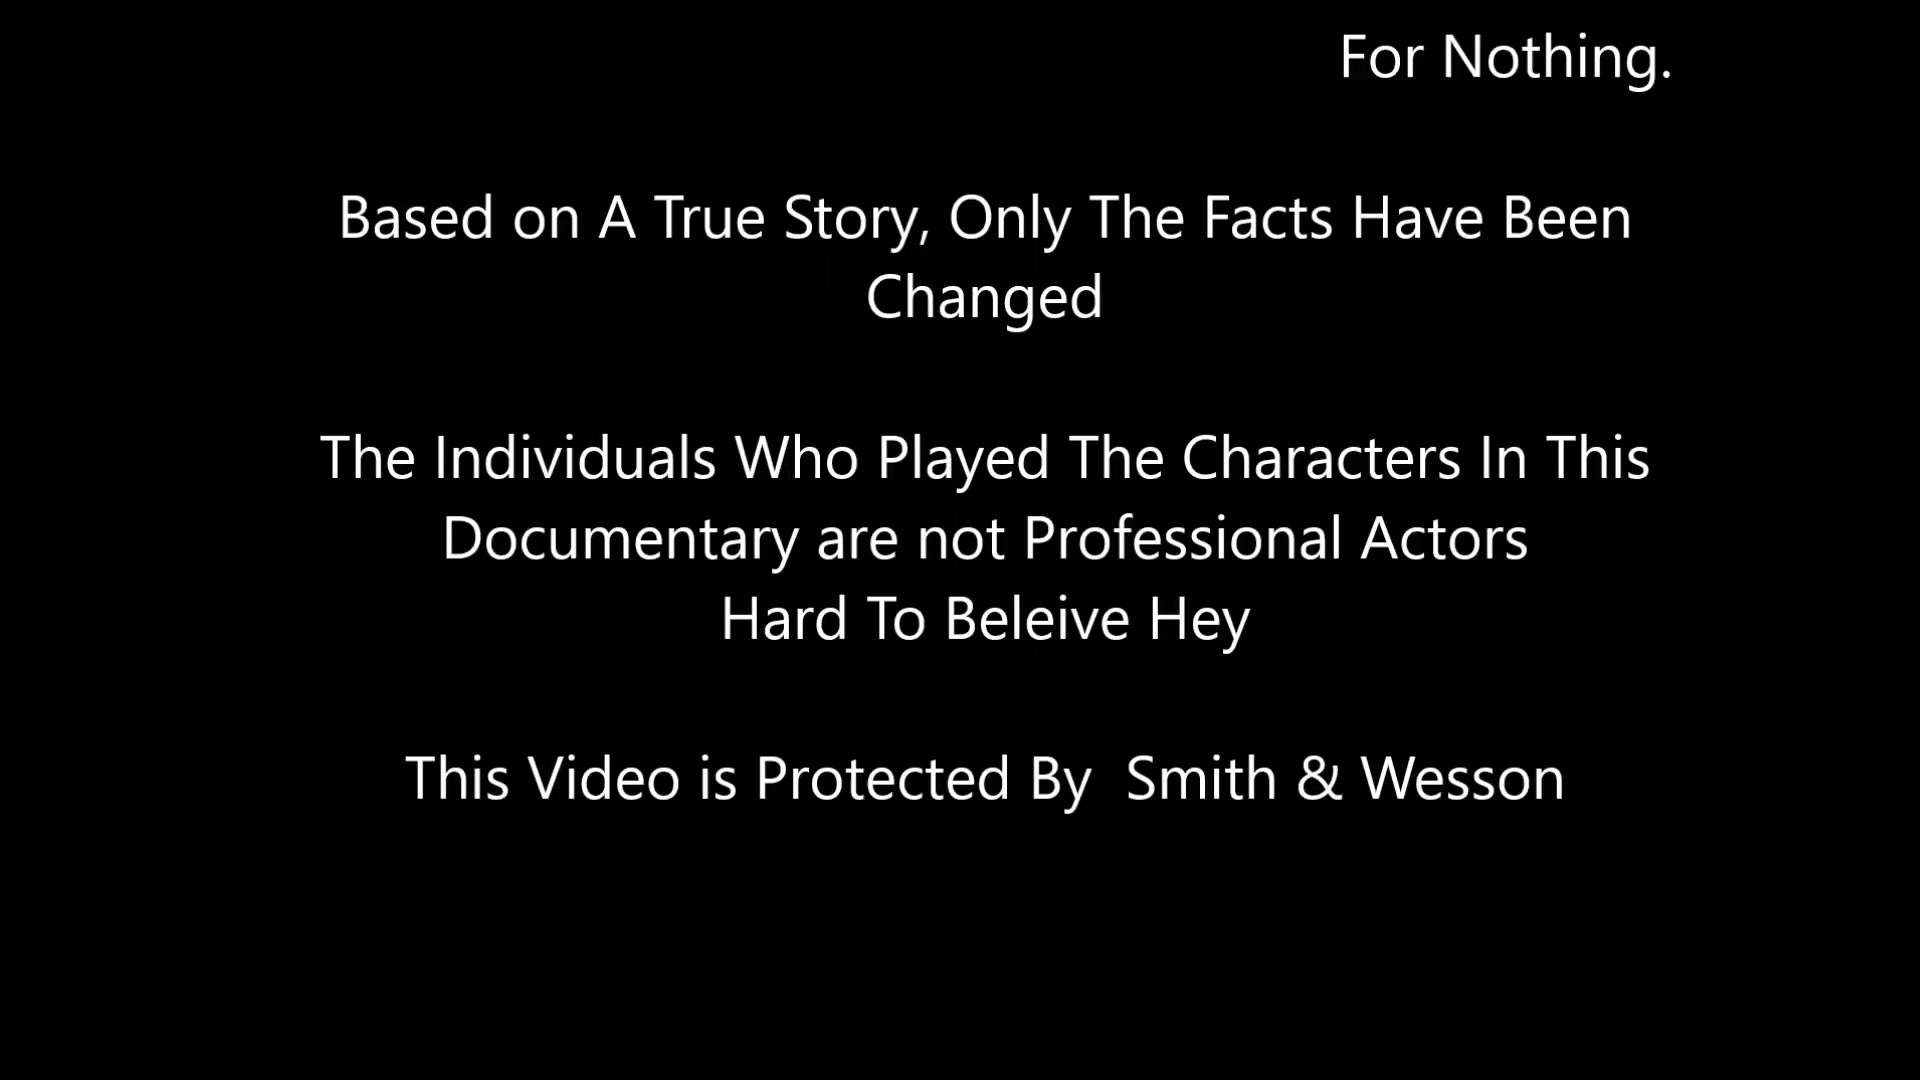 For Nothing.
Based on A True Story, Only The Facts Have Been
Changed
The Individuals Who Played The Characters In This
Documentary are not Professional Actors
Hard To Beleive Hey
This Video is Protected By  Smith & Wesson